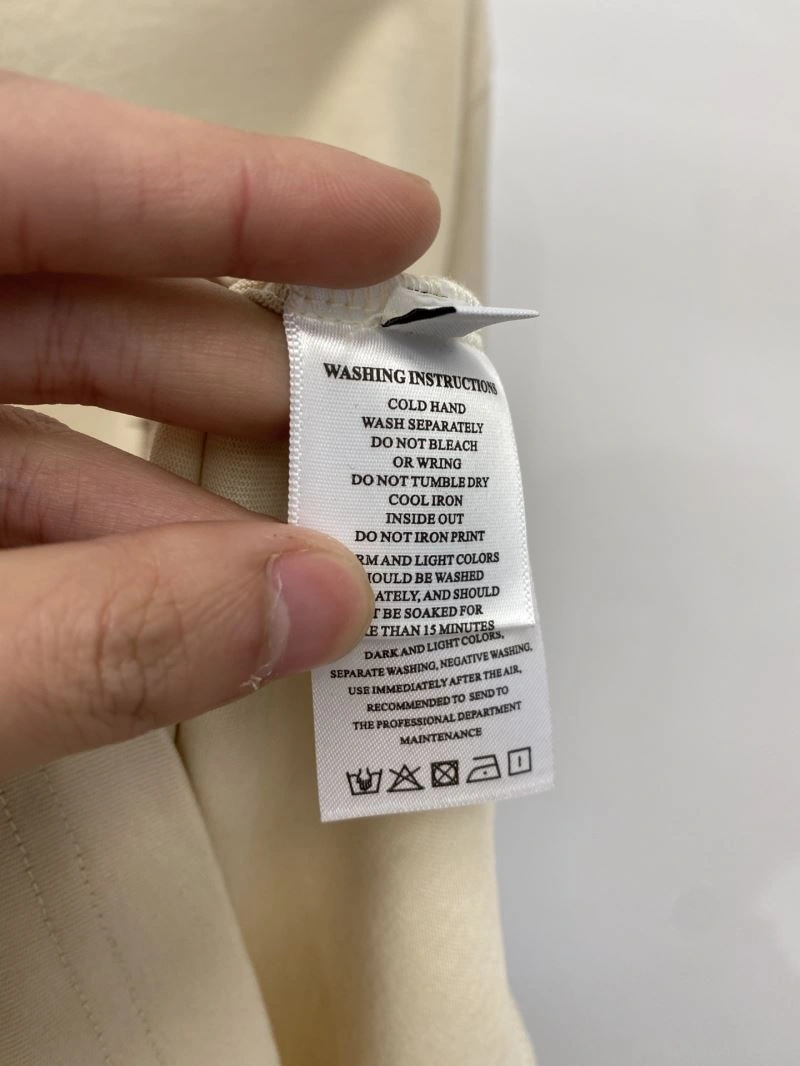 WASHING INSTRUCTIONS
COLD HAND
WASH SEPARATELY
DO NOT BLEACH
OR WRING
DO NOT TUMBLE DRY
COOL IRON
INSIDE OUT
DO NOT IRON PRINT
RM AND LIGHT COLORS
HOULD BE WASHED
ATELY, AND SHOULD
T BE SOAKED FOR
E THAN 15 MINUTES
DARK AND LIGHT COLORS,
SEPARATE WASHING, NEGATIVE WASHING,
USE IMMEDIATELY AFTER THE AIR,
RECOMMENDED TO SEND TO
THE PROFESSIONAL DEPARTMENT
MAINTENANCE